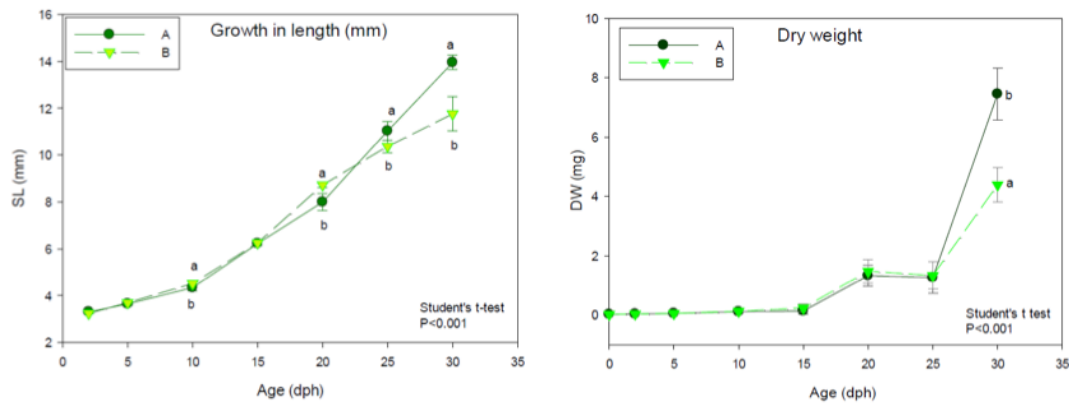 Growth in length (mm)
A
B
SL (mm)
16
14
12
10
8
6
4
2
a
b
a
b
a
b
a
b
Student's t-test
P<0.001
0
5
10
15
20
25
30
35
Age (dph)
Dry weight
A
B
DW (mg)
10
8
6
4
2
0
b
a
Student's t test
P<0.001
0
5
10
15
20
25
30
35
Age (dph)